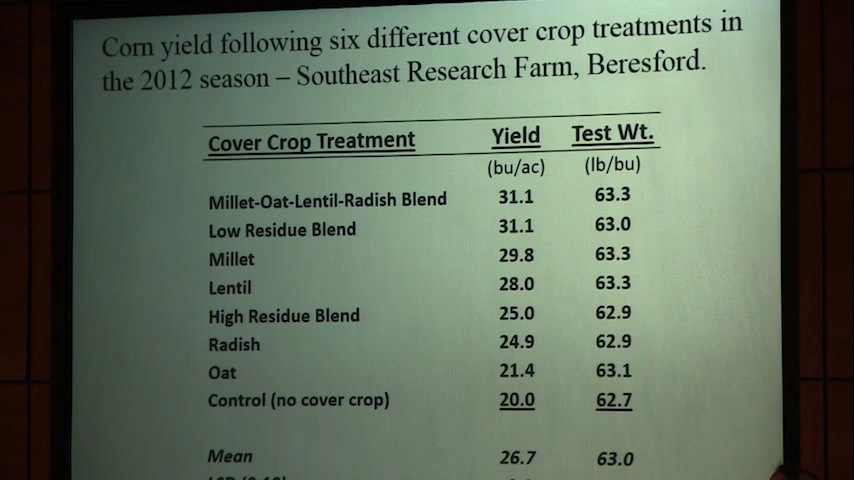 Corn yield following six different cover crop treatments in
the 2012 season – Southeast Research Farm, Beresford.
Cover Crop Treatment Yield Test Wt.
(bu/ac) (lb/bu)
Millet-Oat-Lentil-Radish Blend 31.1 63.3
Low Residue Blend 31.1 63.0
Millet 29.8 63.3
Lentil 28.0 63.3
High Residue Blend 25.0 62.9
Radish 24.9 62.9
Oat 21.4 63.1
Control (no cover crop) 20.0 62.7
Mean 26.7 63.0